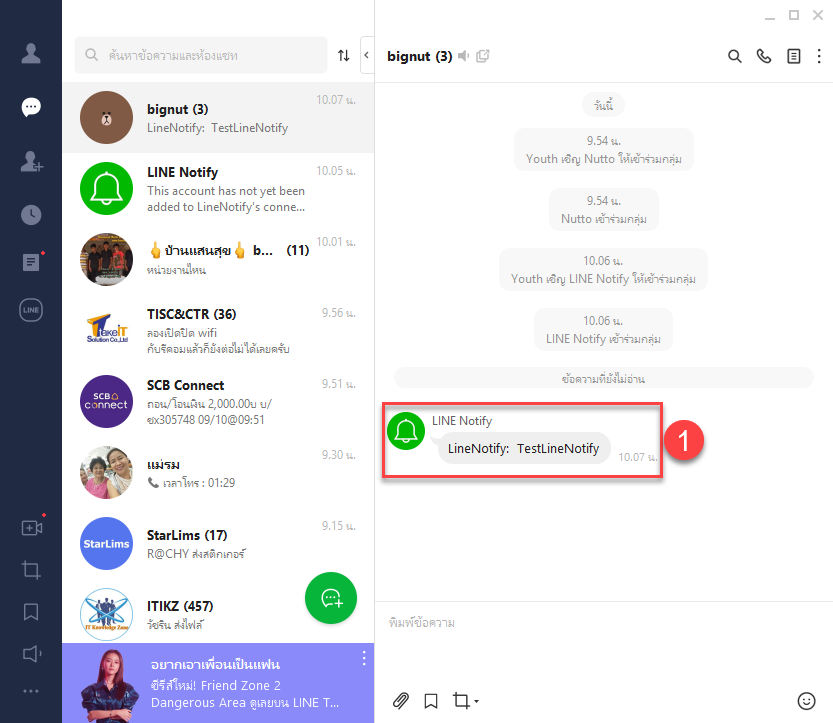 ค้นหาข้อความและห้องแชท
bignut (3)
10.07 น.
LineNotify: TestLineNotify
LINE Notify
10.05 น.
This account has not yet been
added to LineNotify's conne...
👆บ้านแสนสุข👆 b... (11)
10.01 น.
หน่วยงานไหน
TakeiT
Solution Co.,Ltd
TISC&CTR (36)
9.56 น.
ลองเปิดปิด wifi
กับรีคอมแล้วก็ยังต่อไม่ได้เลยครับ
SCB
connect
SCB Connect
9.51 น.
ถอน/โอนเงิน 2,000.00บ บ/
ชx305748 09/10@09:51
แม่รม
9.30 น.
เวลาโทร : 01:29
StarLims
StarLims (17)
9.15 น.
R@CHY ส่งสติกเกอร์
IT Knowledge Zone
ITIKZ (457)
วัชริน ส่งไฟล์
อยากเอาเพื่อนเป็นแฟน
ซีรีส์ใหม่! Friend Zone 2
Dangerous Area ดูเลยบน LINE T...
LINE
bignut (3)
วันนี้
9.54 น.
Youth เชิญ Nutto ให้เข้าร่วมกลุ่ม
9.54 น.
Nutto เข้าร่วมกลุ่ม
10.06 น.
Youth เชิญ LINE Notify ให้เข้าร่วมกลุ่ม
10.06 น.
LINE Notify เข้าร่วมกลุ่ม
ข้อความที่ยังไม่อ่าน
LINE Notify
LineNotify: TestLineNotify
10.07 น.
1
พิมพ์ข้อความ